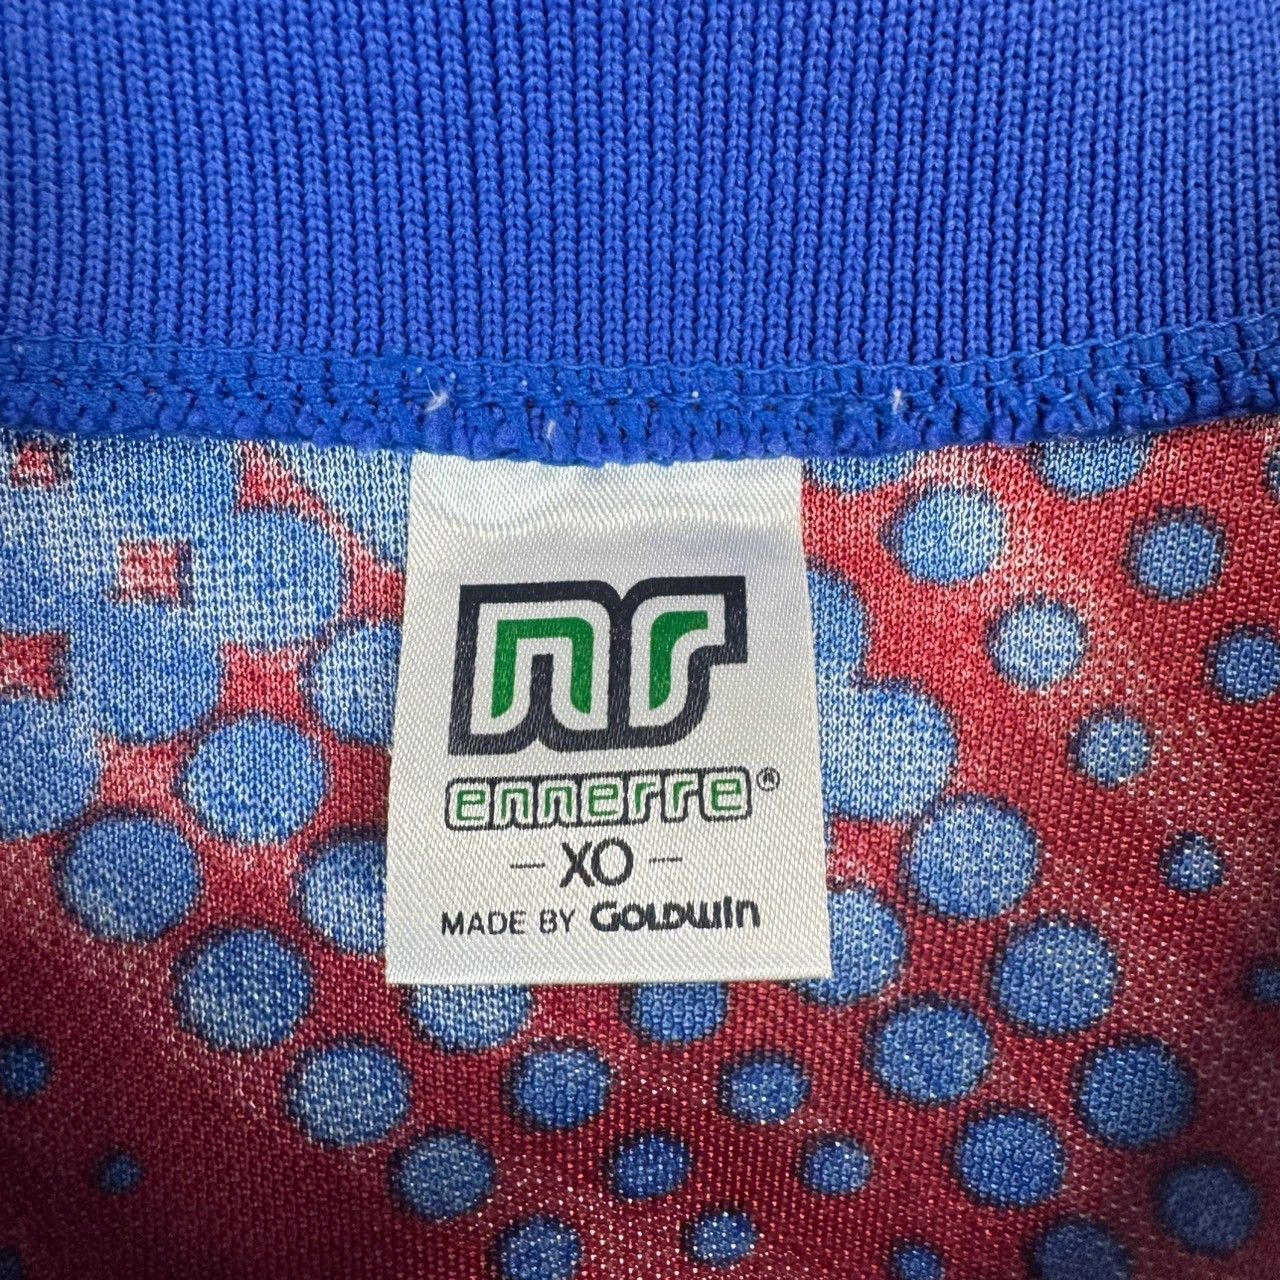 nr
ennerre®
- XO -
MADE BY GOLDWIN